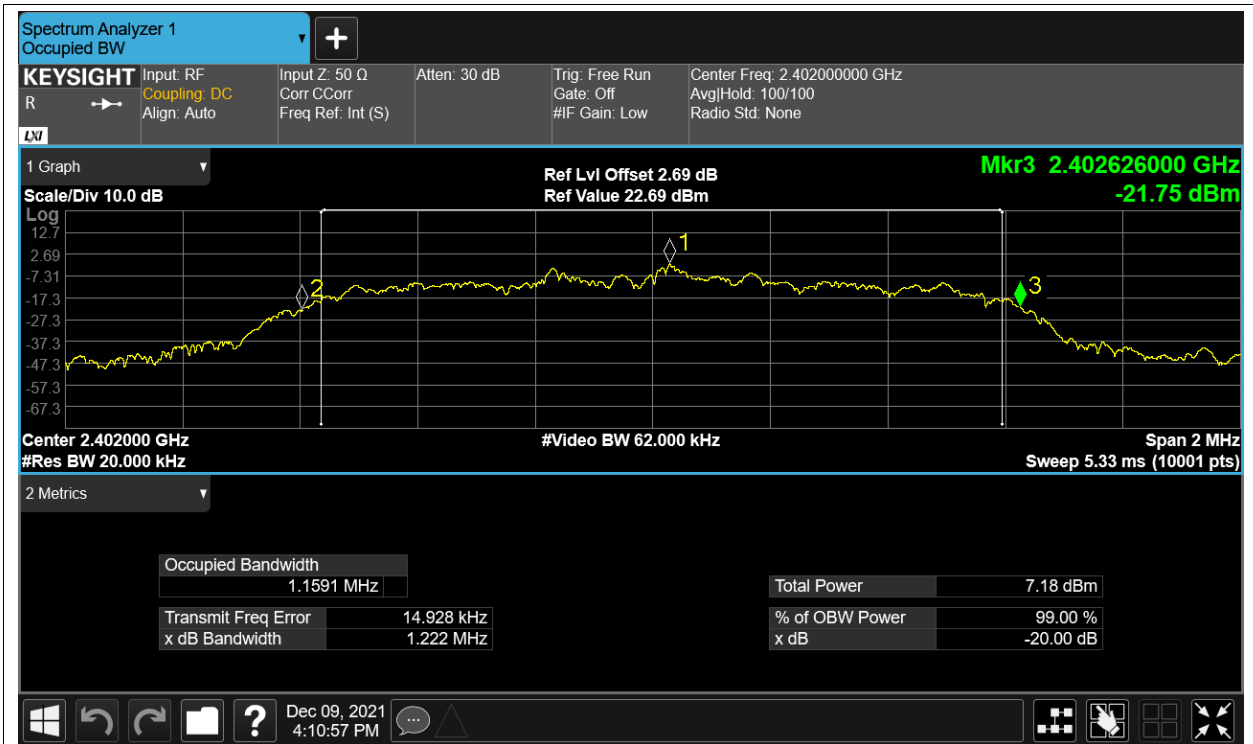 Spectrum Analyzer 1
Occupied BW
KEYSIGHT
R
LXI
Input: RF
Coupling: DC
Align: Auto
Input Z: 50 Ω
Corr CCorr
Freq Ref: Int (S)
Atten: 30 dB
Trig: Free Run
Gate: Off
#IF Gain: Low
Center Freq: 2.402000000 GHz
Avg|Hold: 100/100
Radio Std: None
1 Graph
Scale/Div 10.0 dB
Ref Lvl Offset 2.69 dB
Ref Value 22.69 dBm
Mkr3 2.402626000 GHz
-21.75 dBm
Log
12.7
2.69
-7.31
-17.3
-27.3
-37.3
-47.3
-57.3
-67.3
1
2
3
Center 2.402000 GHz
#Res BW 20.000 kHz
#Video BW 62.000 kHz
Span 2 MHz
Sweep 5.33 ms (10001 pts)
2 Metrics
Occupied Bandwidth
1.1591 MHz
Transmit Freq Error 14.928 kHz
x dB Bandwidth 1.222 MHz
Total Power 7.18 dBm
% of OBW Power 99.00 %
x dB -20.00 dB
?
Dec 09, 2021
4:10:57 PM